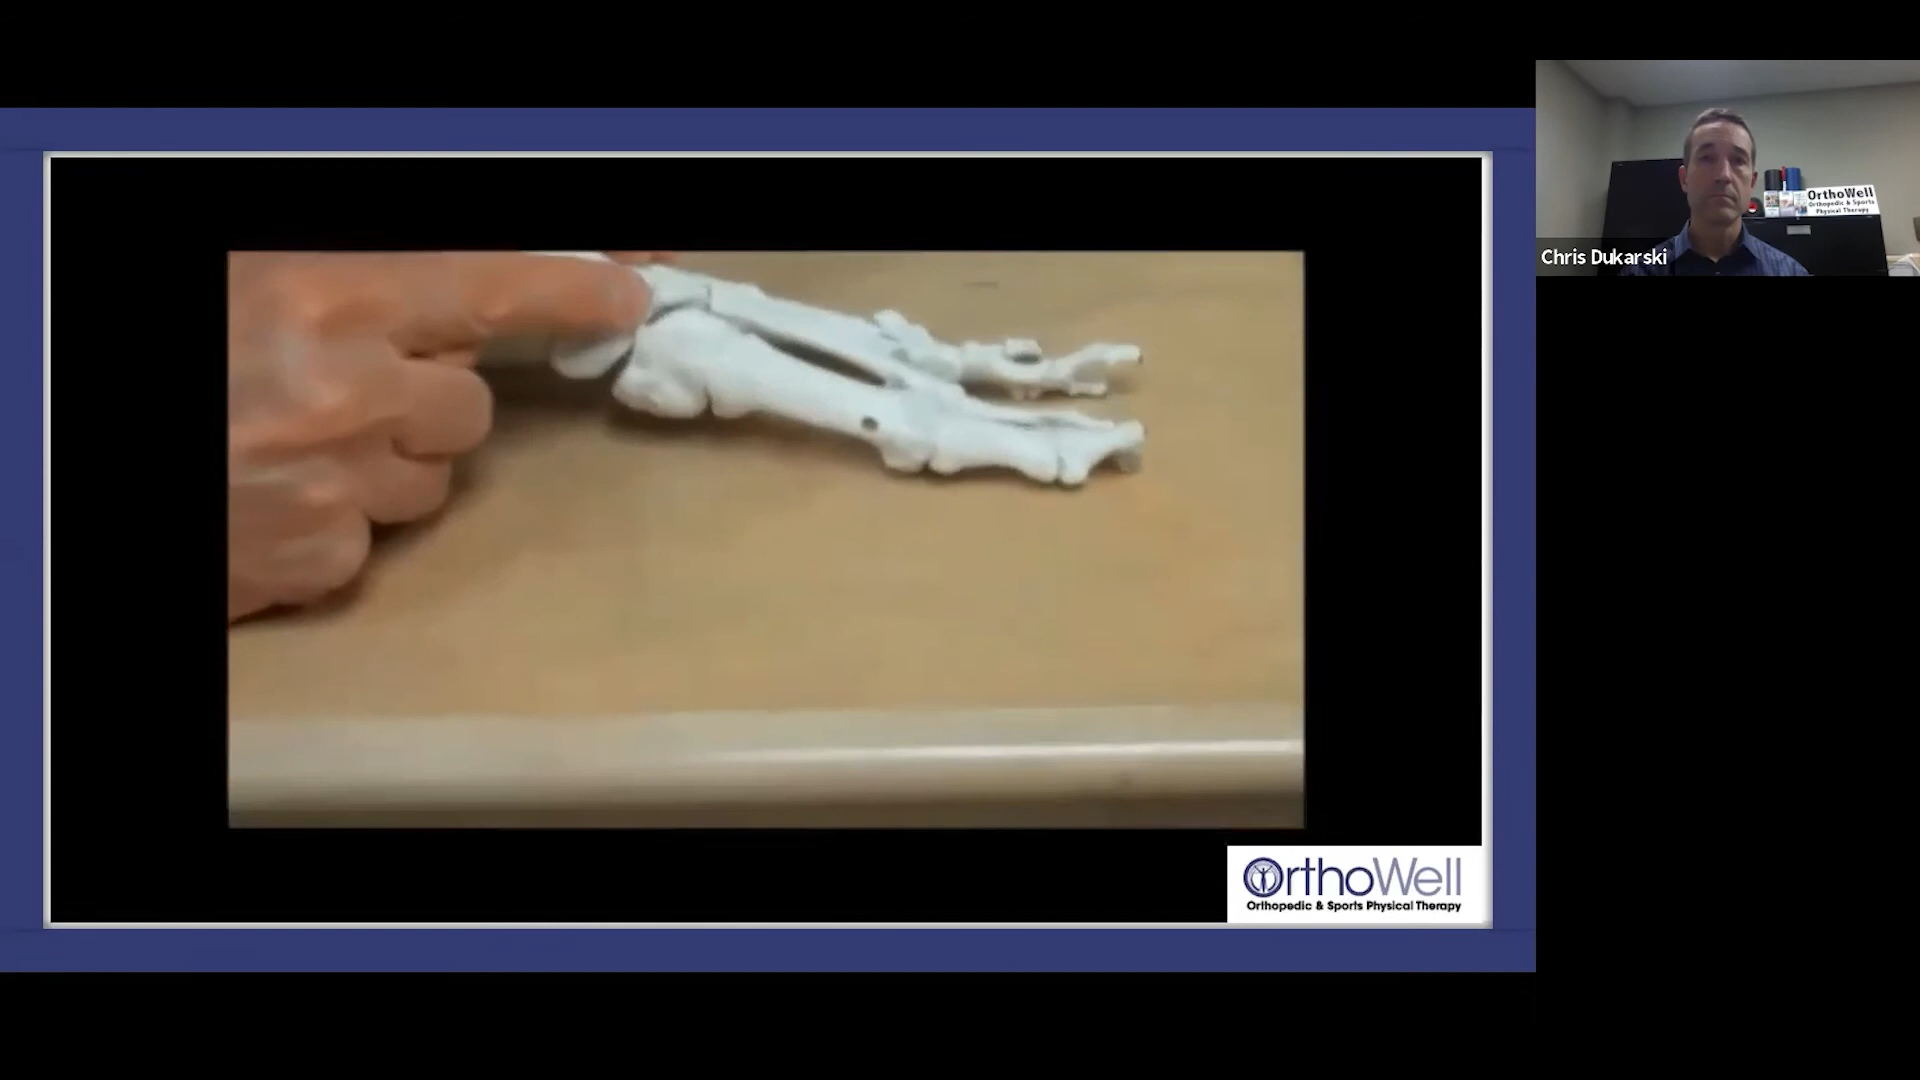 OrthoWell
Orthopedic & Sports
Physical Therapy
Chris Dukarski
OrthoWell
Orthopedic & Sports Physical Therapy